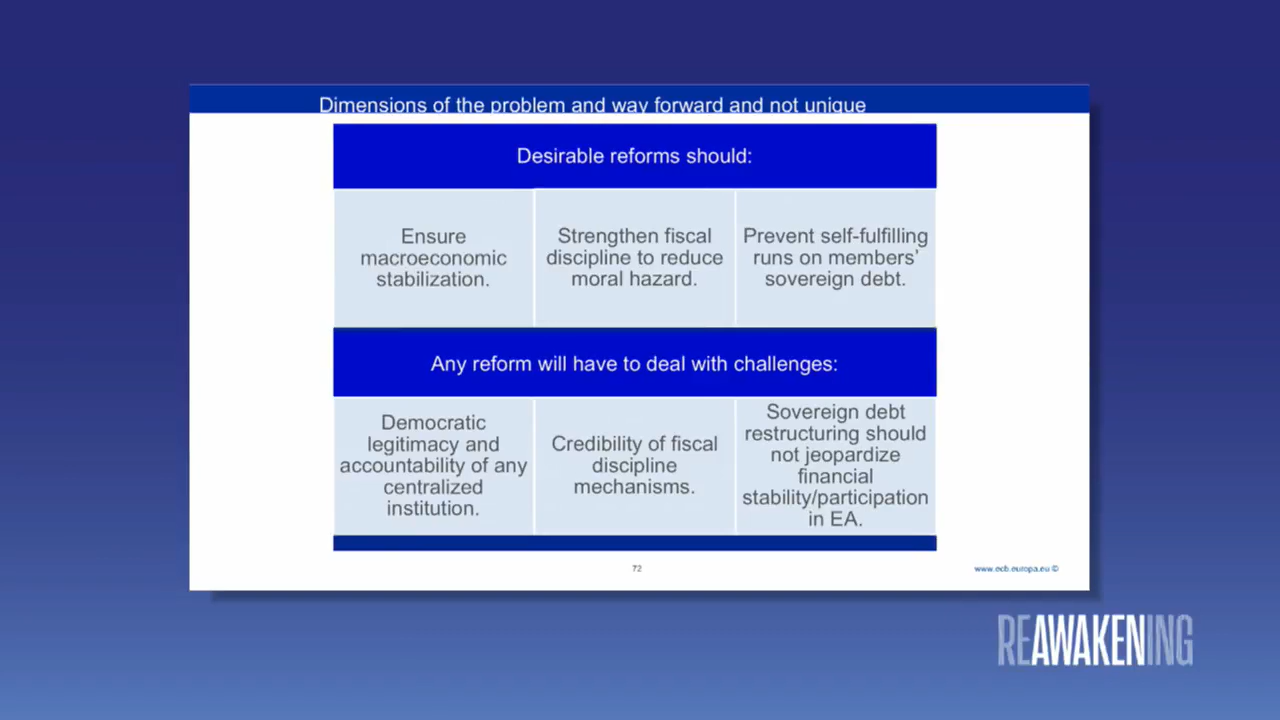 Dimensions of the problem and way forward and not unique
Desirable reforms should:
Ensure
macroeconomic
stabilization.
Strengthen fiscal
discipline to reduce
moral hazard.
Prevent self-fulfilling
runs on members’
sovereign debt.
Any reform will have to deal with challenges:
Democratic
legitimacy and
accountability of any
centralized
institution.
Credibility of fiscal
discipline
mechanisms.
Sovereign debt
restructuring should
not jeopardize
financial
stability/participation
in EA.
72
www.ecb.europa.eu ©
REAWAKENING